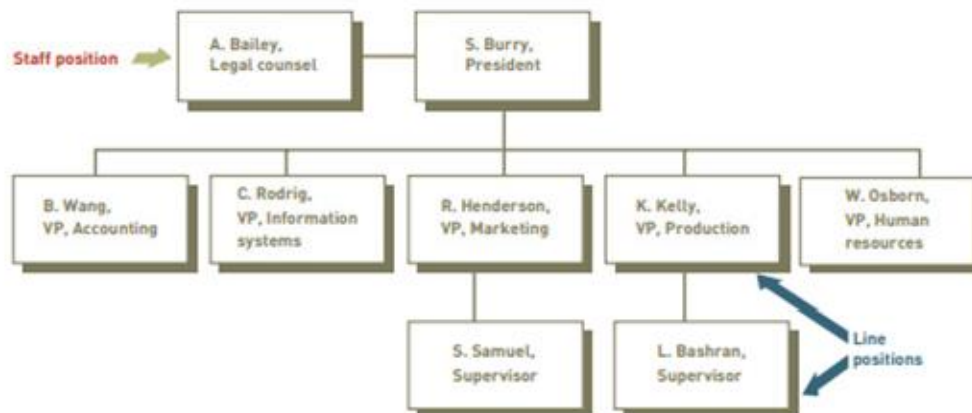 Staff position
A. Bailey,
Legal counsel
S. Burry,
President
B. Wang,
VP, Accounting
C. Rodrig,
VP, Information
systems
R. Henderson,
VP, Marketing
K. Kelly,
VP, Production
W. Osborn,
VP, Human
resources
S. Samuel,
Supervisor
L. Bashran,
Supervisor
Line
positions